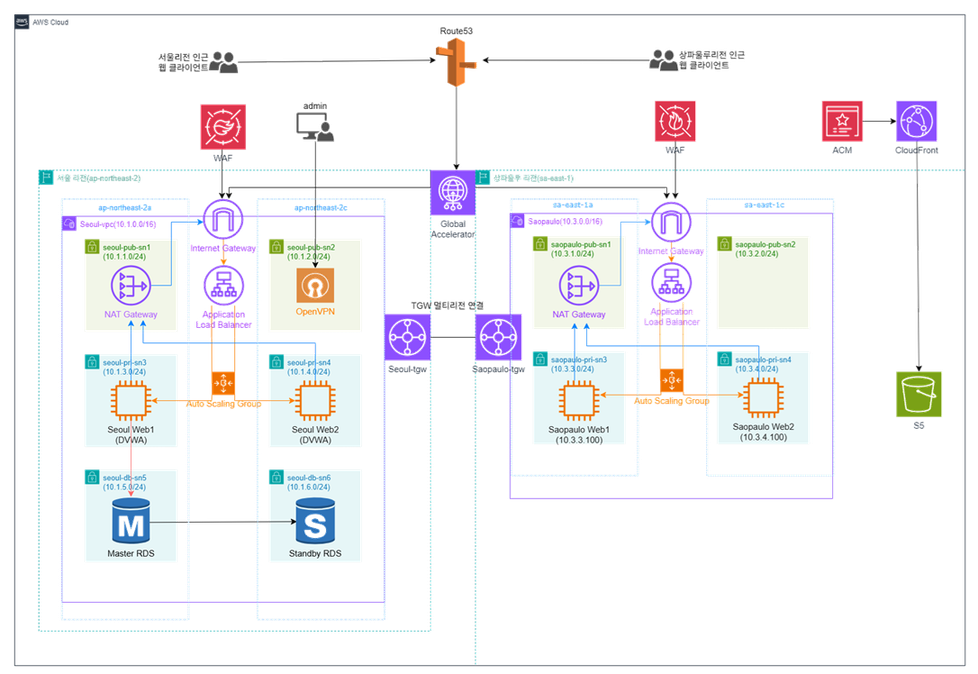 aws
AWS Cloud
Route53
서울리전 인근
웹 클라이언트
상파울루리전 인근
웹 클라이언트
admin
WAF
WAF
ACM
CloudFront
서울 리전(ap-northeast-2)
상파울루 리전(sa-east-1)
Global
Accelerator
ap-northeast-2a
ap-northeast-2c
Seoul-vpc(10.1.0.0/16)
Internet Gateway
seoul-pub-sn1
(10.1.1.0/24)
NAT Gateway
Application
Load Balancer
seoul-pub-sn2
(10.1.2.0/24)
OpenVPN
seoul-pri-sn3
(10.1.3.0/24)
Seoul Web1
(DVWA)
Auto Scaling Group
seoul-pri-sn4
(10.1.4.0/24)
Seoul Web2
(DVWA)
seoul-db-sn5
(10.1.5.0/24)
M
Master RDS
seoul-db-sn6
(10.1.6.0/24)
S
Standby RDS
TGW 멀티리전 연결
Seoul-tgw
Saopaulo-tgw
sa-east-1a
sa-east-1c
Saopaulo(10.3.0.0/16)
Internet Gateway
saopaulo-pub-sn1
(10.3.1.0/24)
NAT Gateway
Application
Load Balancer
saopaulo-pub-sn2
(10.3.2.0/24)
saopaulo-pri-sn3
(10.3.3.0/24)
Saopaulo Web1
(10.3.3.100)
Auto Scaling Group
saopaulo-pri-sn4
(10.3.4.0/24)
Saopaulo Web2
(10.3.4.100)
S5